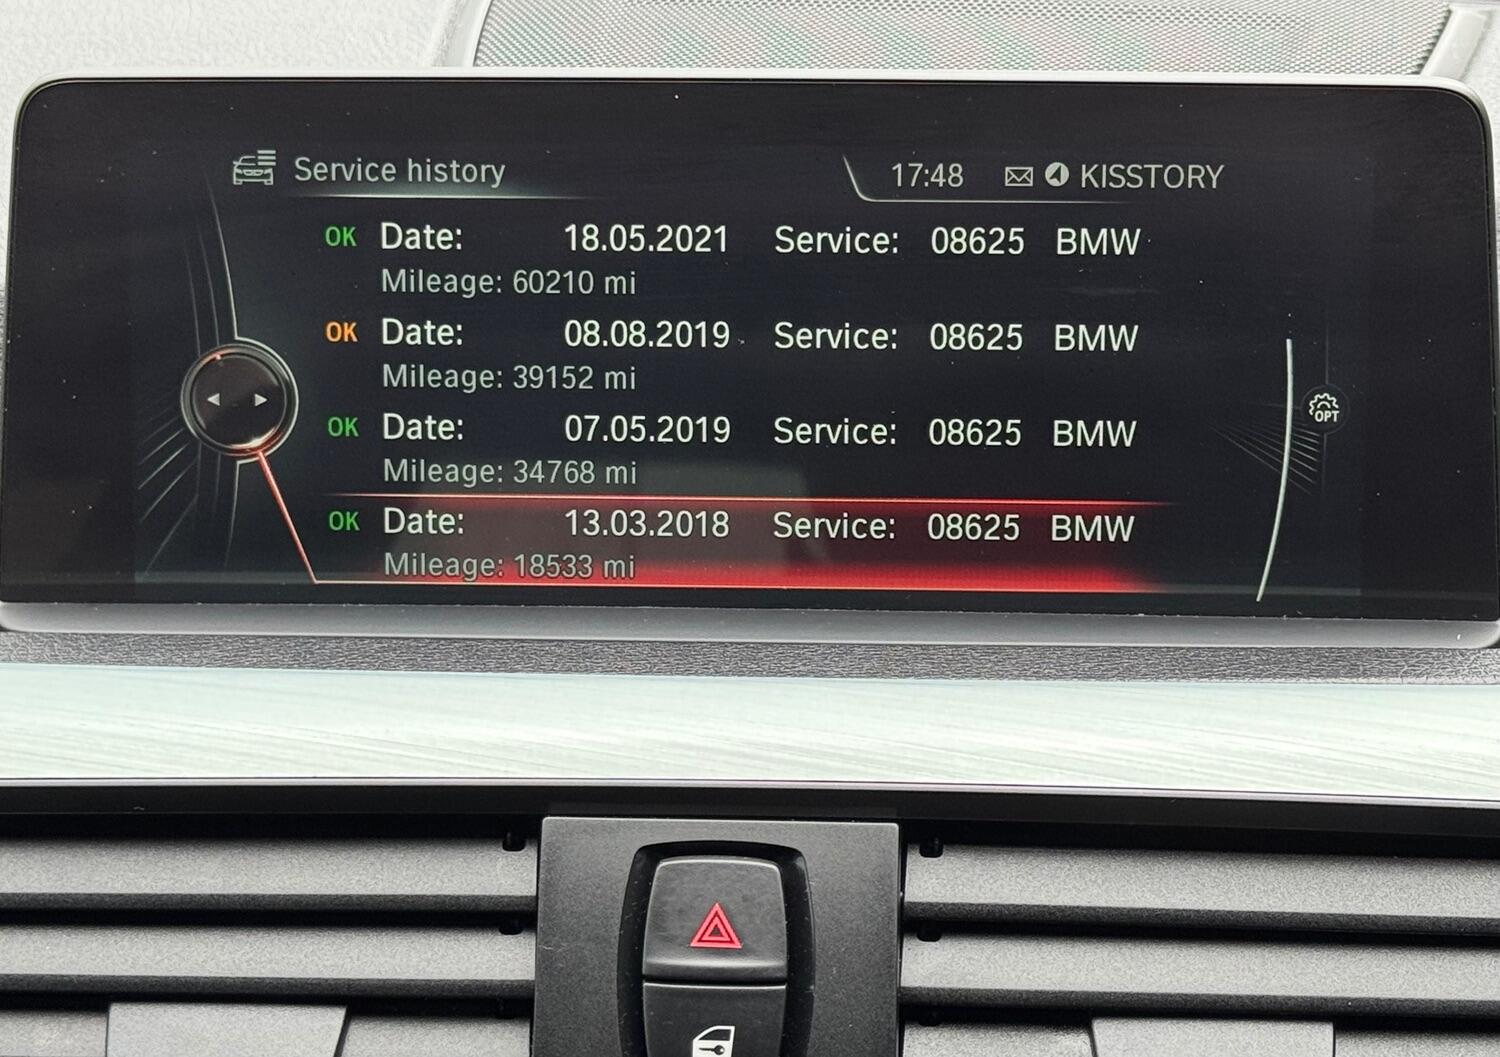 Service history
17:48 KISSTORY
OK Date: 18.05.2021 Service: 08625 BMW
Mileage: 60210 mi
OK Date: 08.08.2019 Service: 08625 BMW
Mileage: 39152 mi
OK Date: 07.05.2019 Service: 08625 BMW
Mileage: 34768 mi
OK Date: 13.03.2018 Service: 08625 BMW
Mileage: 18533 mi
OPT